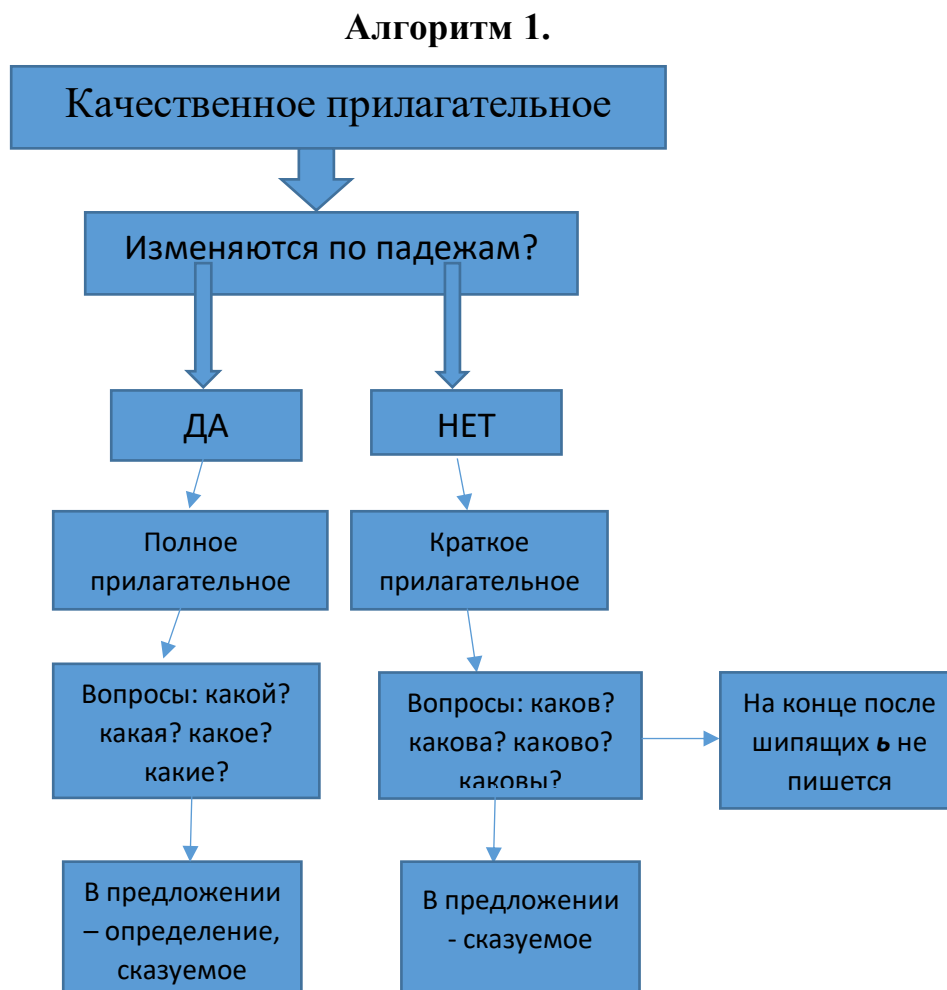 Алгоритм 1.
Качественное прилагательное
Изменяются по падежам?
ДА
НЕТ
Полное
прилагательное
Краткое
прилагательное
Вопросы: какой?
какая? какое?
какие?
Вопросы: каков?
какова? каково?
каковы?
На конце после
шипящих ь не
пишется
В предложении
– определение,
сказуемое
В предложении
- сказуемое